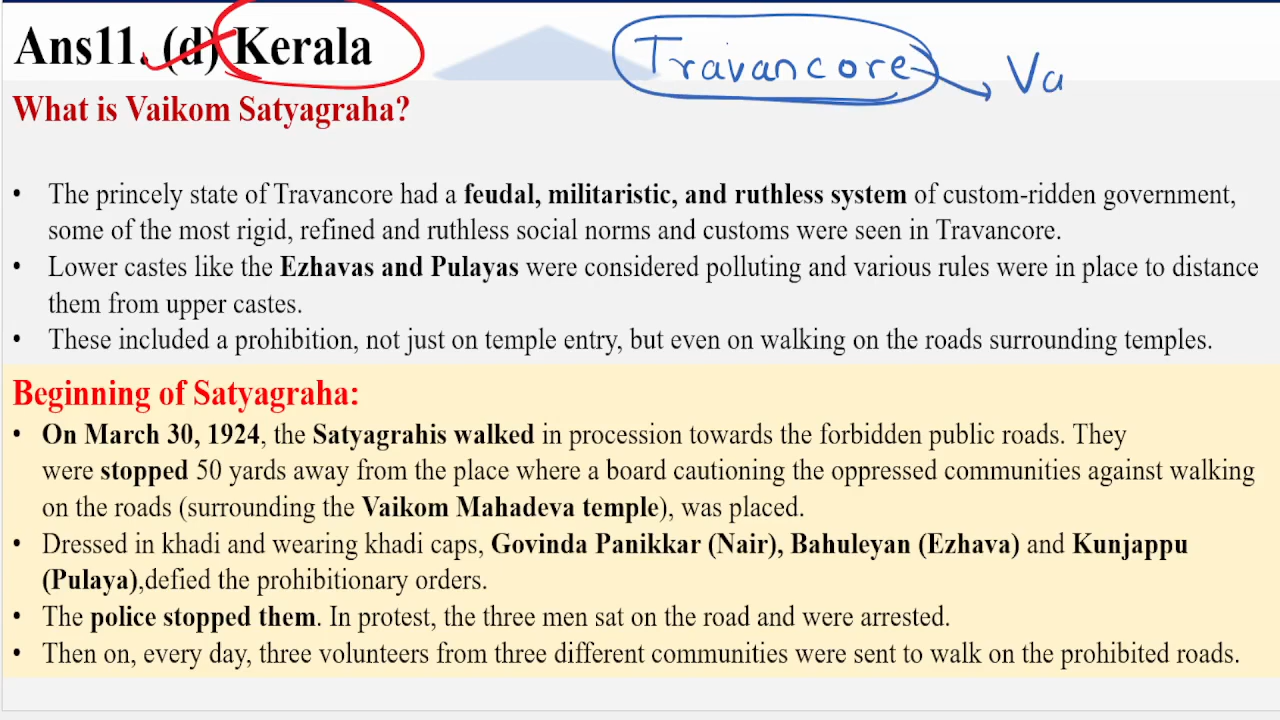 Ans11. (d) Kerala
Travancore Va
What is Vaikom Satyagraha?
• The princely state of Travancore had a feudal, militaristic, and ruthless system of custom-ridden government,
some of the most rigid, refined and ruthless social norms and customs were seen in Travancore.
• Lower castes like the Ezhavas and Pulayas were considered polluting and various rules were in place to distance
them from upper castes.
• These included a prohibition, not just on temple entry, but even on walking on the roads surrounding temples.
Beginning of Satyagraha:
• On March 30, 1924, the Satyagrahis walked in procession towards the forbidden public roads. They
were stopped 50 yards away from the place where a board cautioning the oppressed communities against walking
on the roads (surrounding the Vaikom Mahadeva temple), was placed.
• Dressed in khadi and wearing khadi caps, Govinda Panikkar (Nair), Bahuleyan (Ezhava) and Kunjappu
(Pulaya),defied the prohibitionary orders.
• The police stopped them. In protest, the three men sat on the road and were arrested.
• Then on, every day, three volunteers from three different communities were sent to walk on the prohibited roads.